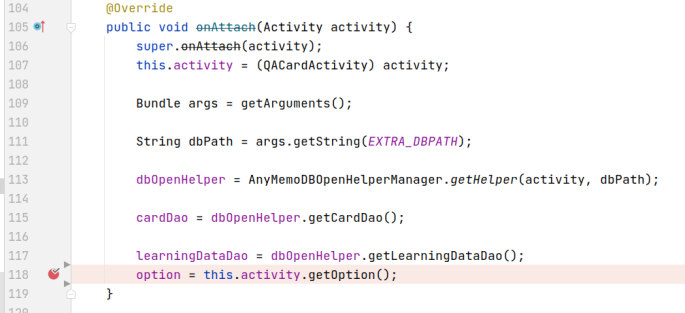 104 @Override
105 public void onAttach(Activity activity) {
106 super.onAttach(activity);
107 this.activity = (QACardActivity) activity;
108
109 Bundle args = getArguments();
110
111 String dbPath = args.getString(EXTRA_DBPATH);
112
113 dbOpenHelper = AnyMemoDBOpenHelperManager.getHelper(activity, dbPath);
114
115 cardDao = dbOpenHelper.getCardDao();
116
117 learningDataDao = dbOpenHelper.getLearningDataDao();
118 option = this.activity.getOption();
119 }